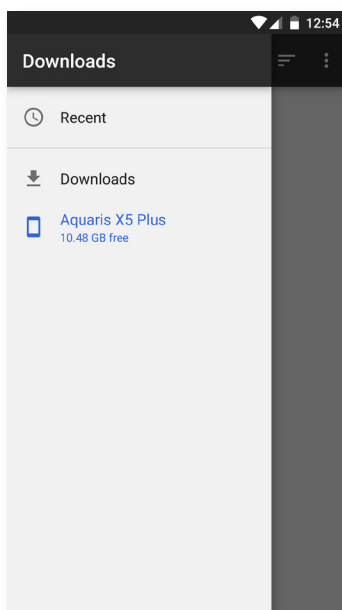 12:54
Downloads
Recent
Downloads
Aquaris X5 Plus
10.48 GB free